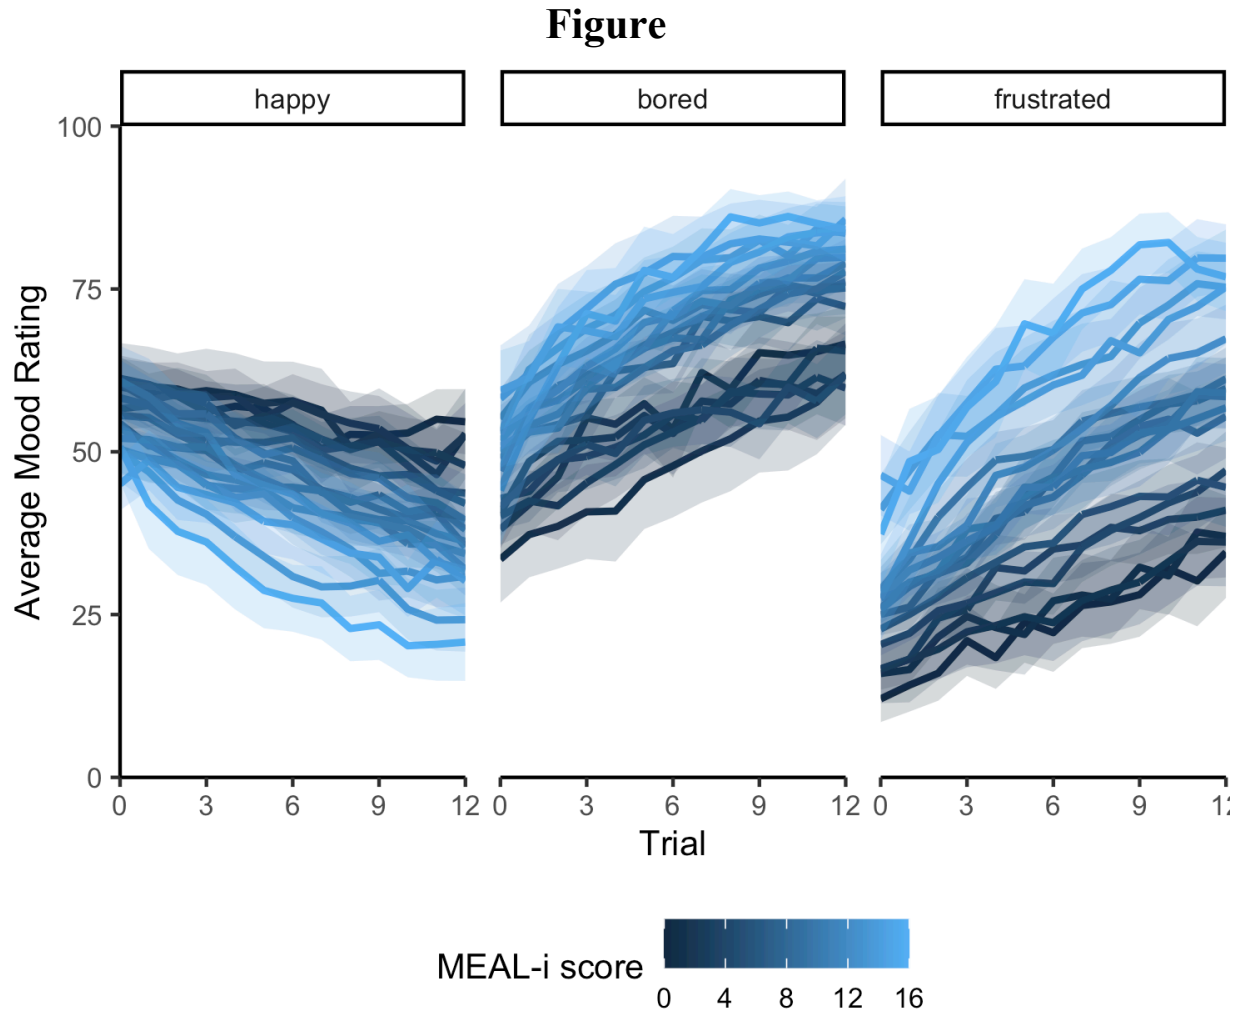 Figure
happy bored frustrated
100
75
50
25
0
Average Mood Rating
0 3 6 9 12 0 3 6 9 12 0 3 6 9
Trial
MEAL-i score
0 4 8 12 16